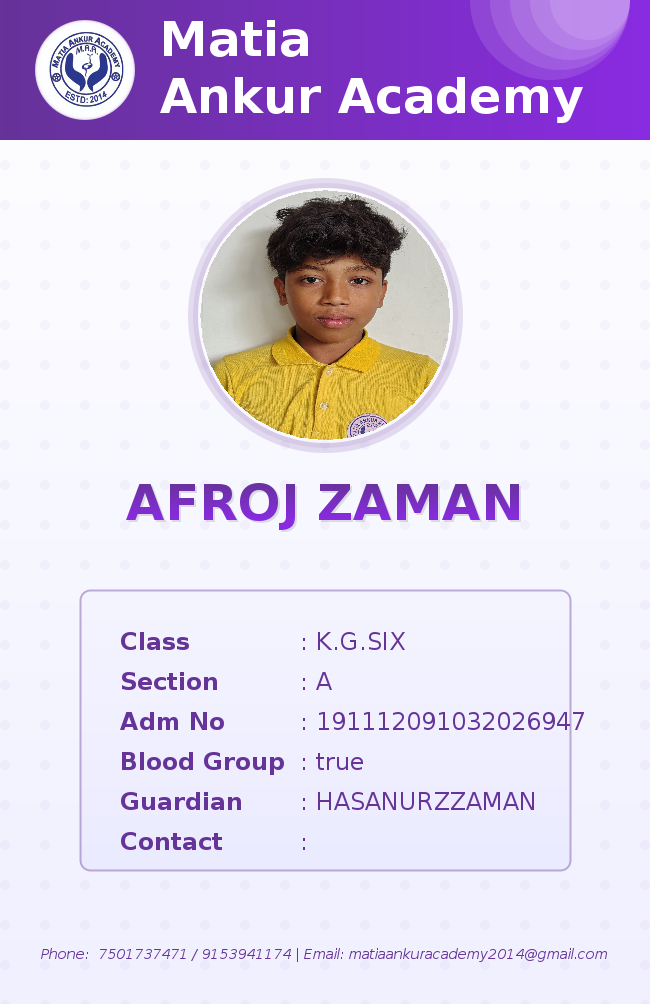 Matia
Ankur Academy
MATIA ANKUR ACADEMY
M.A.A.
ESTD: 2014
AFROJ ZAMAN
Class : K.G.SIX
Section : A
Adm No : 191112091032026947
Blood Group : true
Guardian : HASANURZZAMAN
Contact :
Phone: 7501737471 / 9153941174 | Email: matiaankuracademy2014@gmail.com